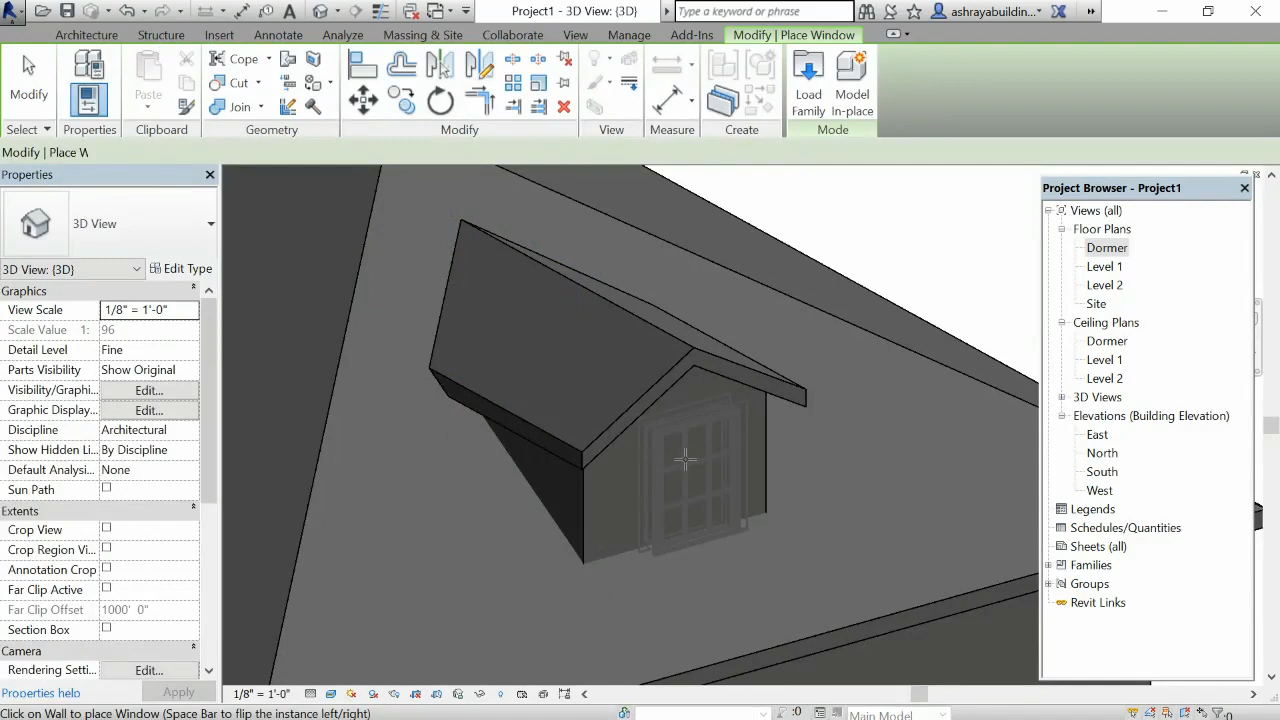 Project1 - 3D View: {3D}
Type a keyword or phrase
ashrayabuildin...
Architecture Structure Insert Annotate Analyze Massing & Site Collaborate View Manage Add-Ins Modify | Place Window
Modify
Paste
Cope
Cut
Join
Load Family
Model In-place
Select Properties Clipboard Geometry Modify View Measure Create Mode
Modify | Place W
Properties
3D View
3D View: {3D} Edit Type
Graphics
View Scale 1/8" = 1'-0"
Scale Value 1: 96
Detail Level Fine
Parts Visibility Show Original
Visibility/Graphi... Edit...
Graphic Display... Edit...
Discipline Architectural
Show Hidden Li... By Discipline
Default Analysi... None
Sun Path
Extents
Crop View
Crop Region Vi...
Annotation Crop
Far Clip Active
Far Clip Offset 1000' 0"
Section Box
Camera
Rendering Setti... Edit...
Properties help Apply
Project Browser - Project1
Views (all)
Floor Plans
Dormer
Level 1
Level 2
Site
Ceiling Plans
Dormer
Level 1
Level 2
3D Views
Elevations (Building Elevation)
East
North
South
West
Legends
Schedules/Quantities
Sheets (all)
Families
Groups
Revit Links
1/8" = 1'-0"
Click on Wall to place Window (Space Bar to flip the instance left/right)
:0
Main Model
:0